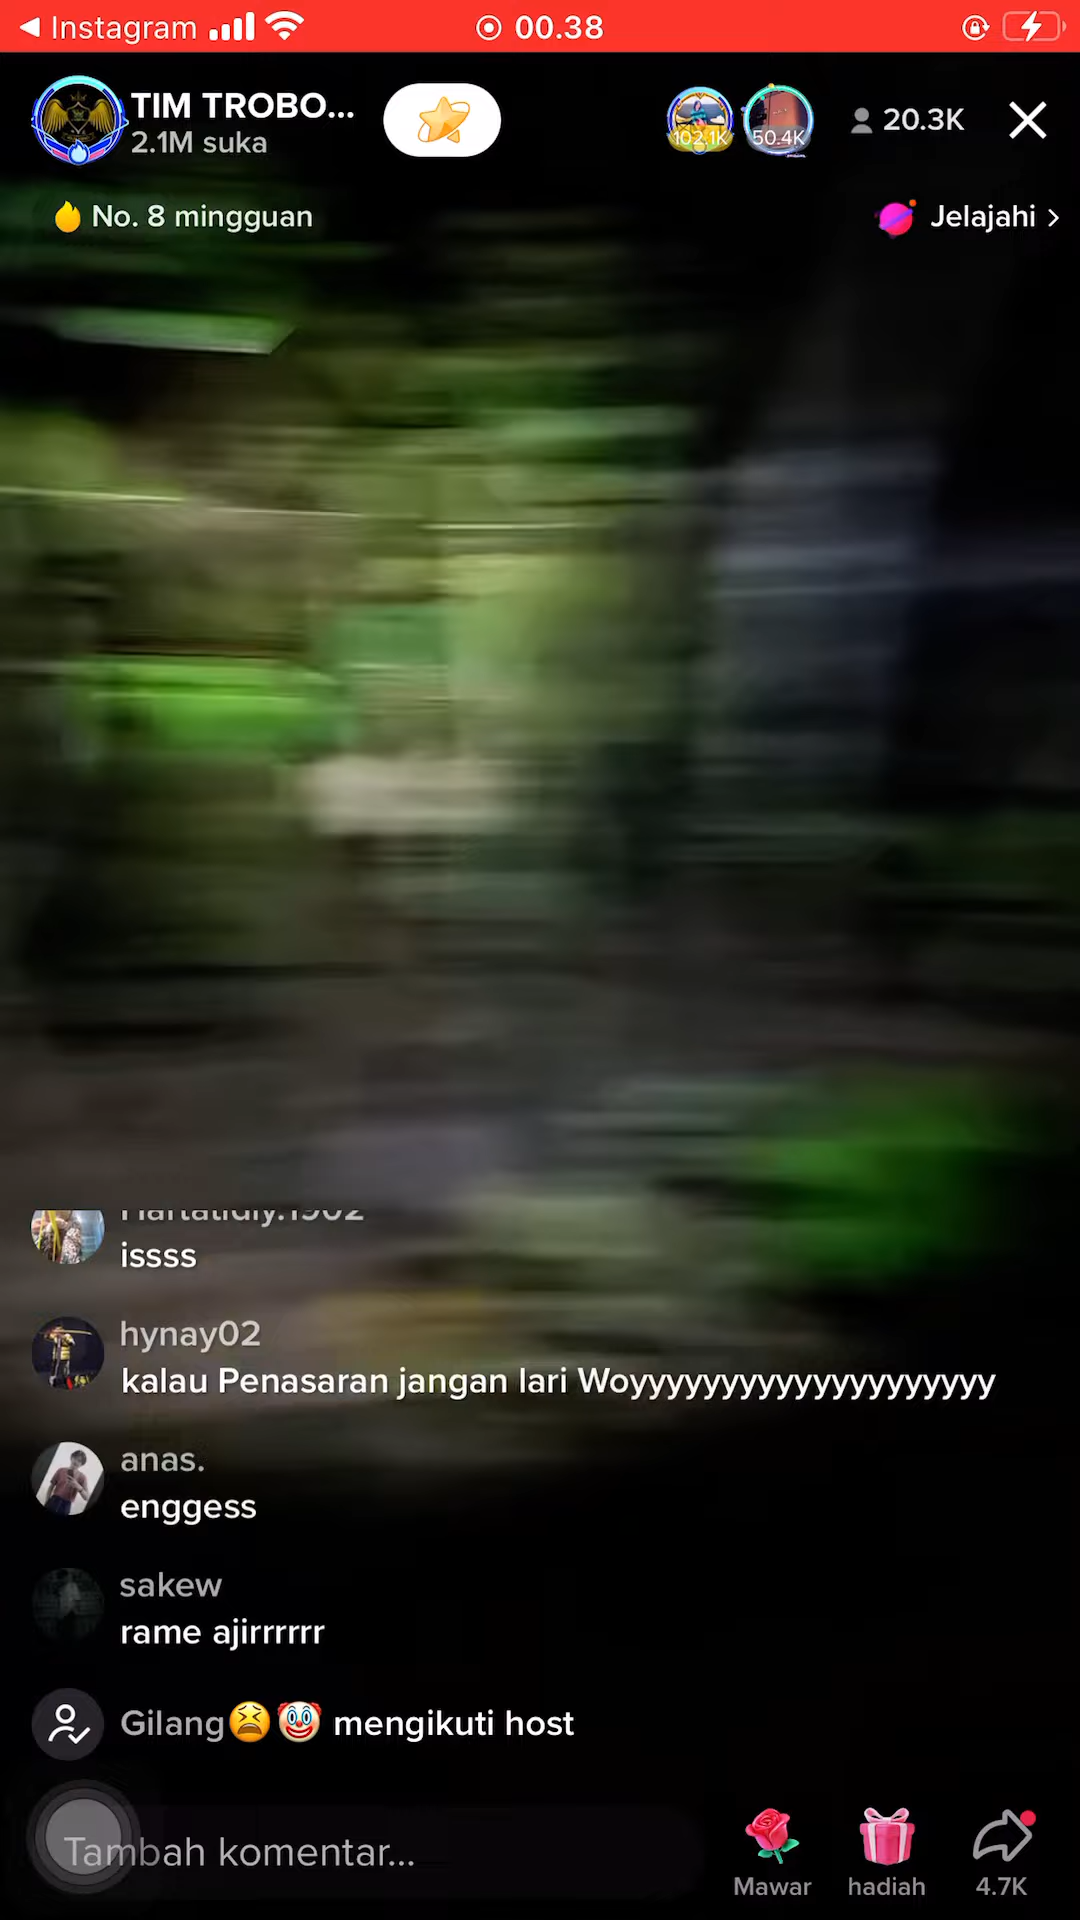 Instagram 00.38
TIM TROBO...
2.1M suka
102.1K
50.4K
20.3K
No. 8 mingguan
Jelajahi >
issss
hynay02
kalau Penasaran jangan lari Woyyyyyyyyyyyyyyyyyyyy
anas.
enggess
sakew
rame ajirrrrrr
Gilang😫🤡 mengikuti host
Tambah komentar...
Mawar
hadiah
4.7K